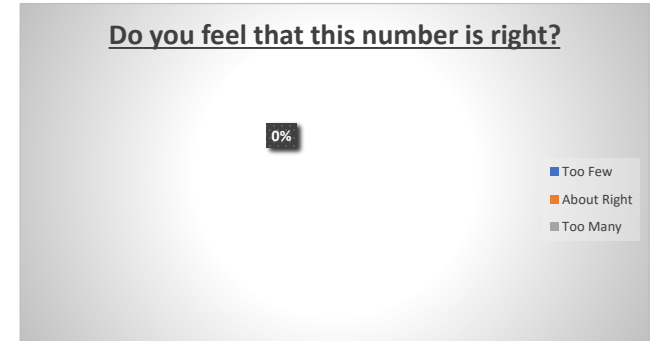 Do you feel that this number is right?
0%
Too Few
About Right
Too Many